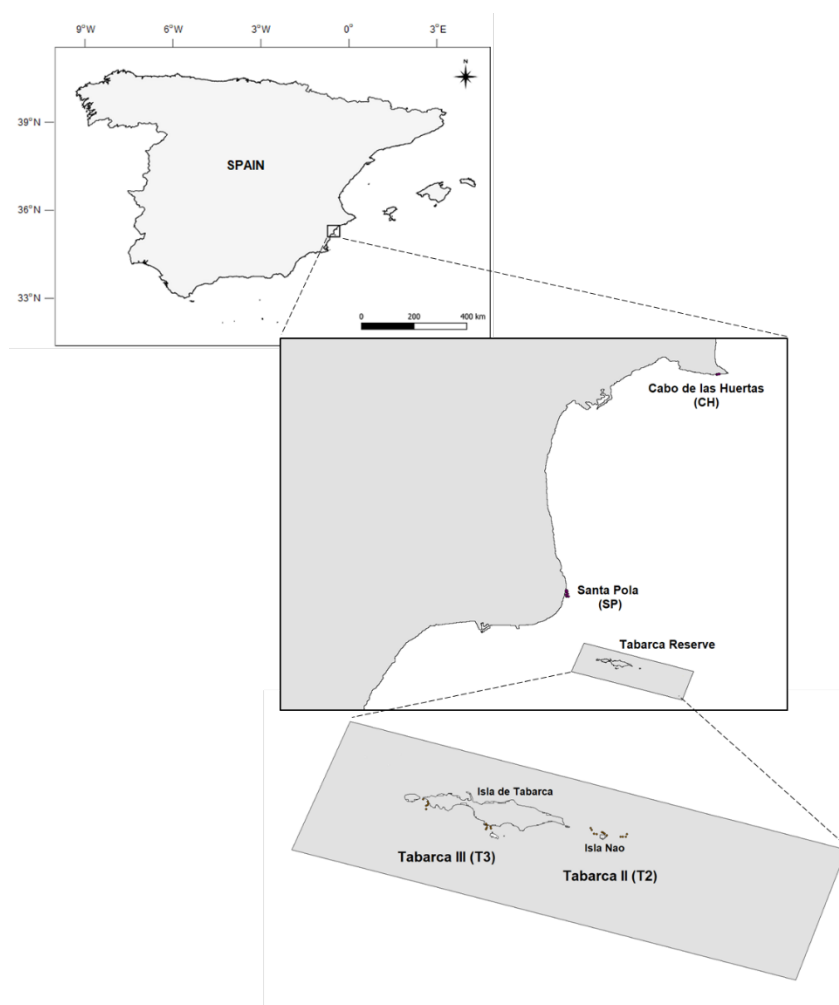 9°W 6°W 3°W 0° 3°E
N
39°N
SPAIN
36°N
33°N
0 200 400 km
Cabo de las Huertas
(CH)
Santa Pola
(SP)
Tabarca Reserve
Isla de Tabarca
Isla Nao
Tabarca III (T3)
Tabarca II (T2)